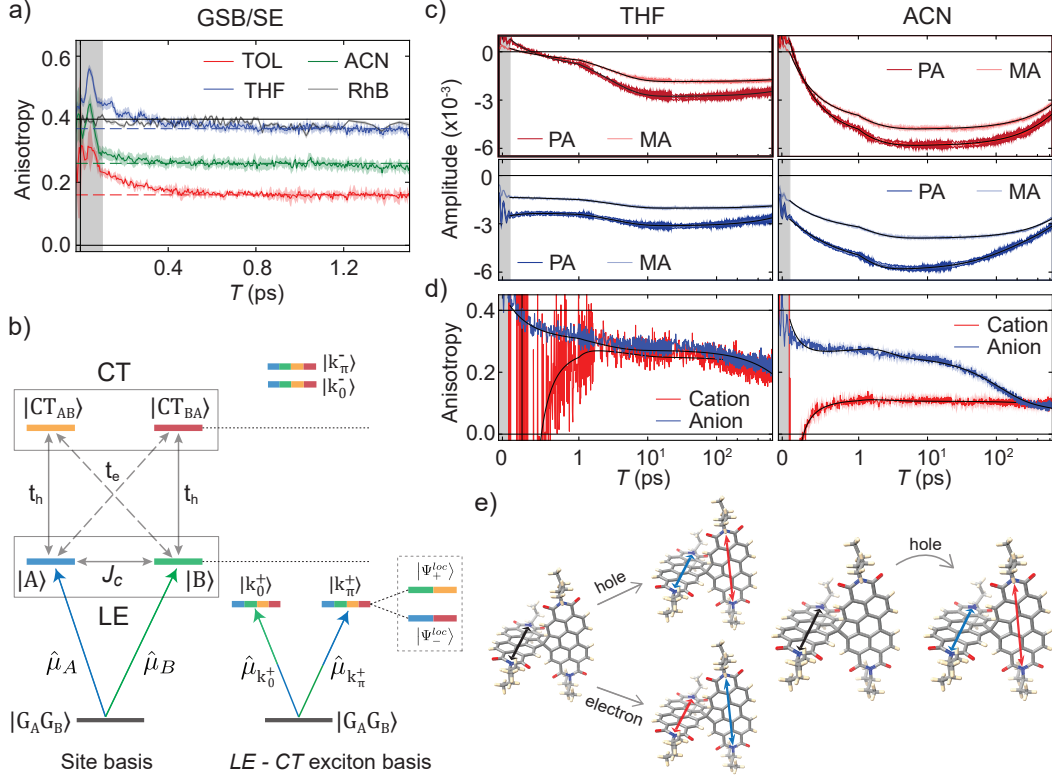 a)
GSB/SE
Anisotropy
0.6
0.4
0.2
0.0
TOL
THF
ACN
RhB
0.4
0.8
1.2
T (ps)
b)
CT
|CT_AB⟩
|CT_BA⟩
t_h
t_e
t_h
|A⟩
J_c
|B⟩
LE
μ̂_A
μ̂_B
|G_A G_B⟩
Site basis
|k_π^-⟩
|k_0^-⟩
|k_0^+⟩
|k_π^+⟩
|Ψ_+^loc⟩
|Ψ_-^loc⟩
μ̂_k_0^+
μ̂_k_π^+
|G_A G_B⟩
LE - CT exciton basis
c)
THF
ACN
Amplitude (x10^-3)
0
-3
-6
PA
MA
PA
MA
0
-3
-6
PA
MA
PA
MA
d)
Anisotropy
0.4
0.2
0.0
Cation
Anion
Cation
Anion
0
1
10^1
10^2
0
1
10^1
10^2
T (ps)
T (ps)
e)
hole
electron
hole